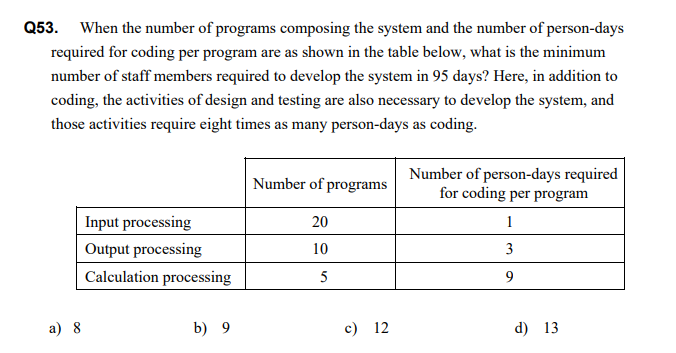 Q53. When the number of programs composing the system and the number of person-days
required for coding per program are as shown in the table below, what is the minimum
number of staff members required to develop the system in 95 days? Here, in addition to
coding, the activities of design and testing are also necessary to develop the system, and
those activities require eight times as many person-days as coding.
Number of programs Number of person-days required
for coding per program
Input processing 20 1
Output processing 10 3
Calculation processing 5 9
a) 8 b) 9 c) 12 d) 13